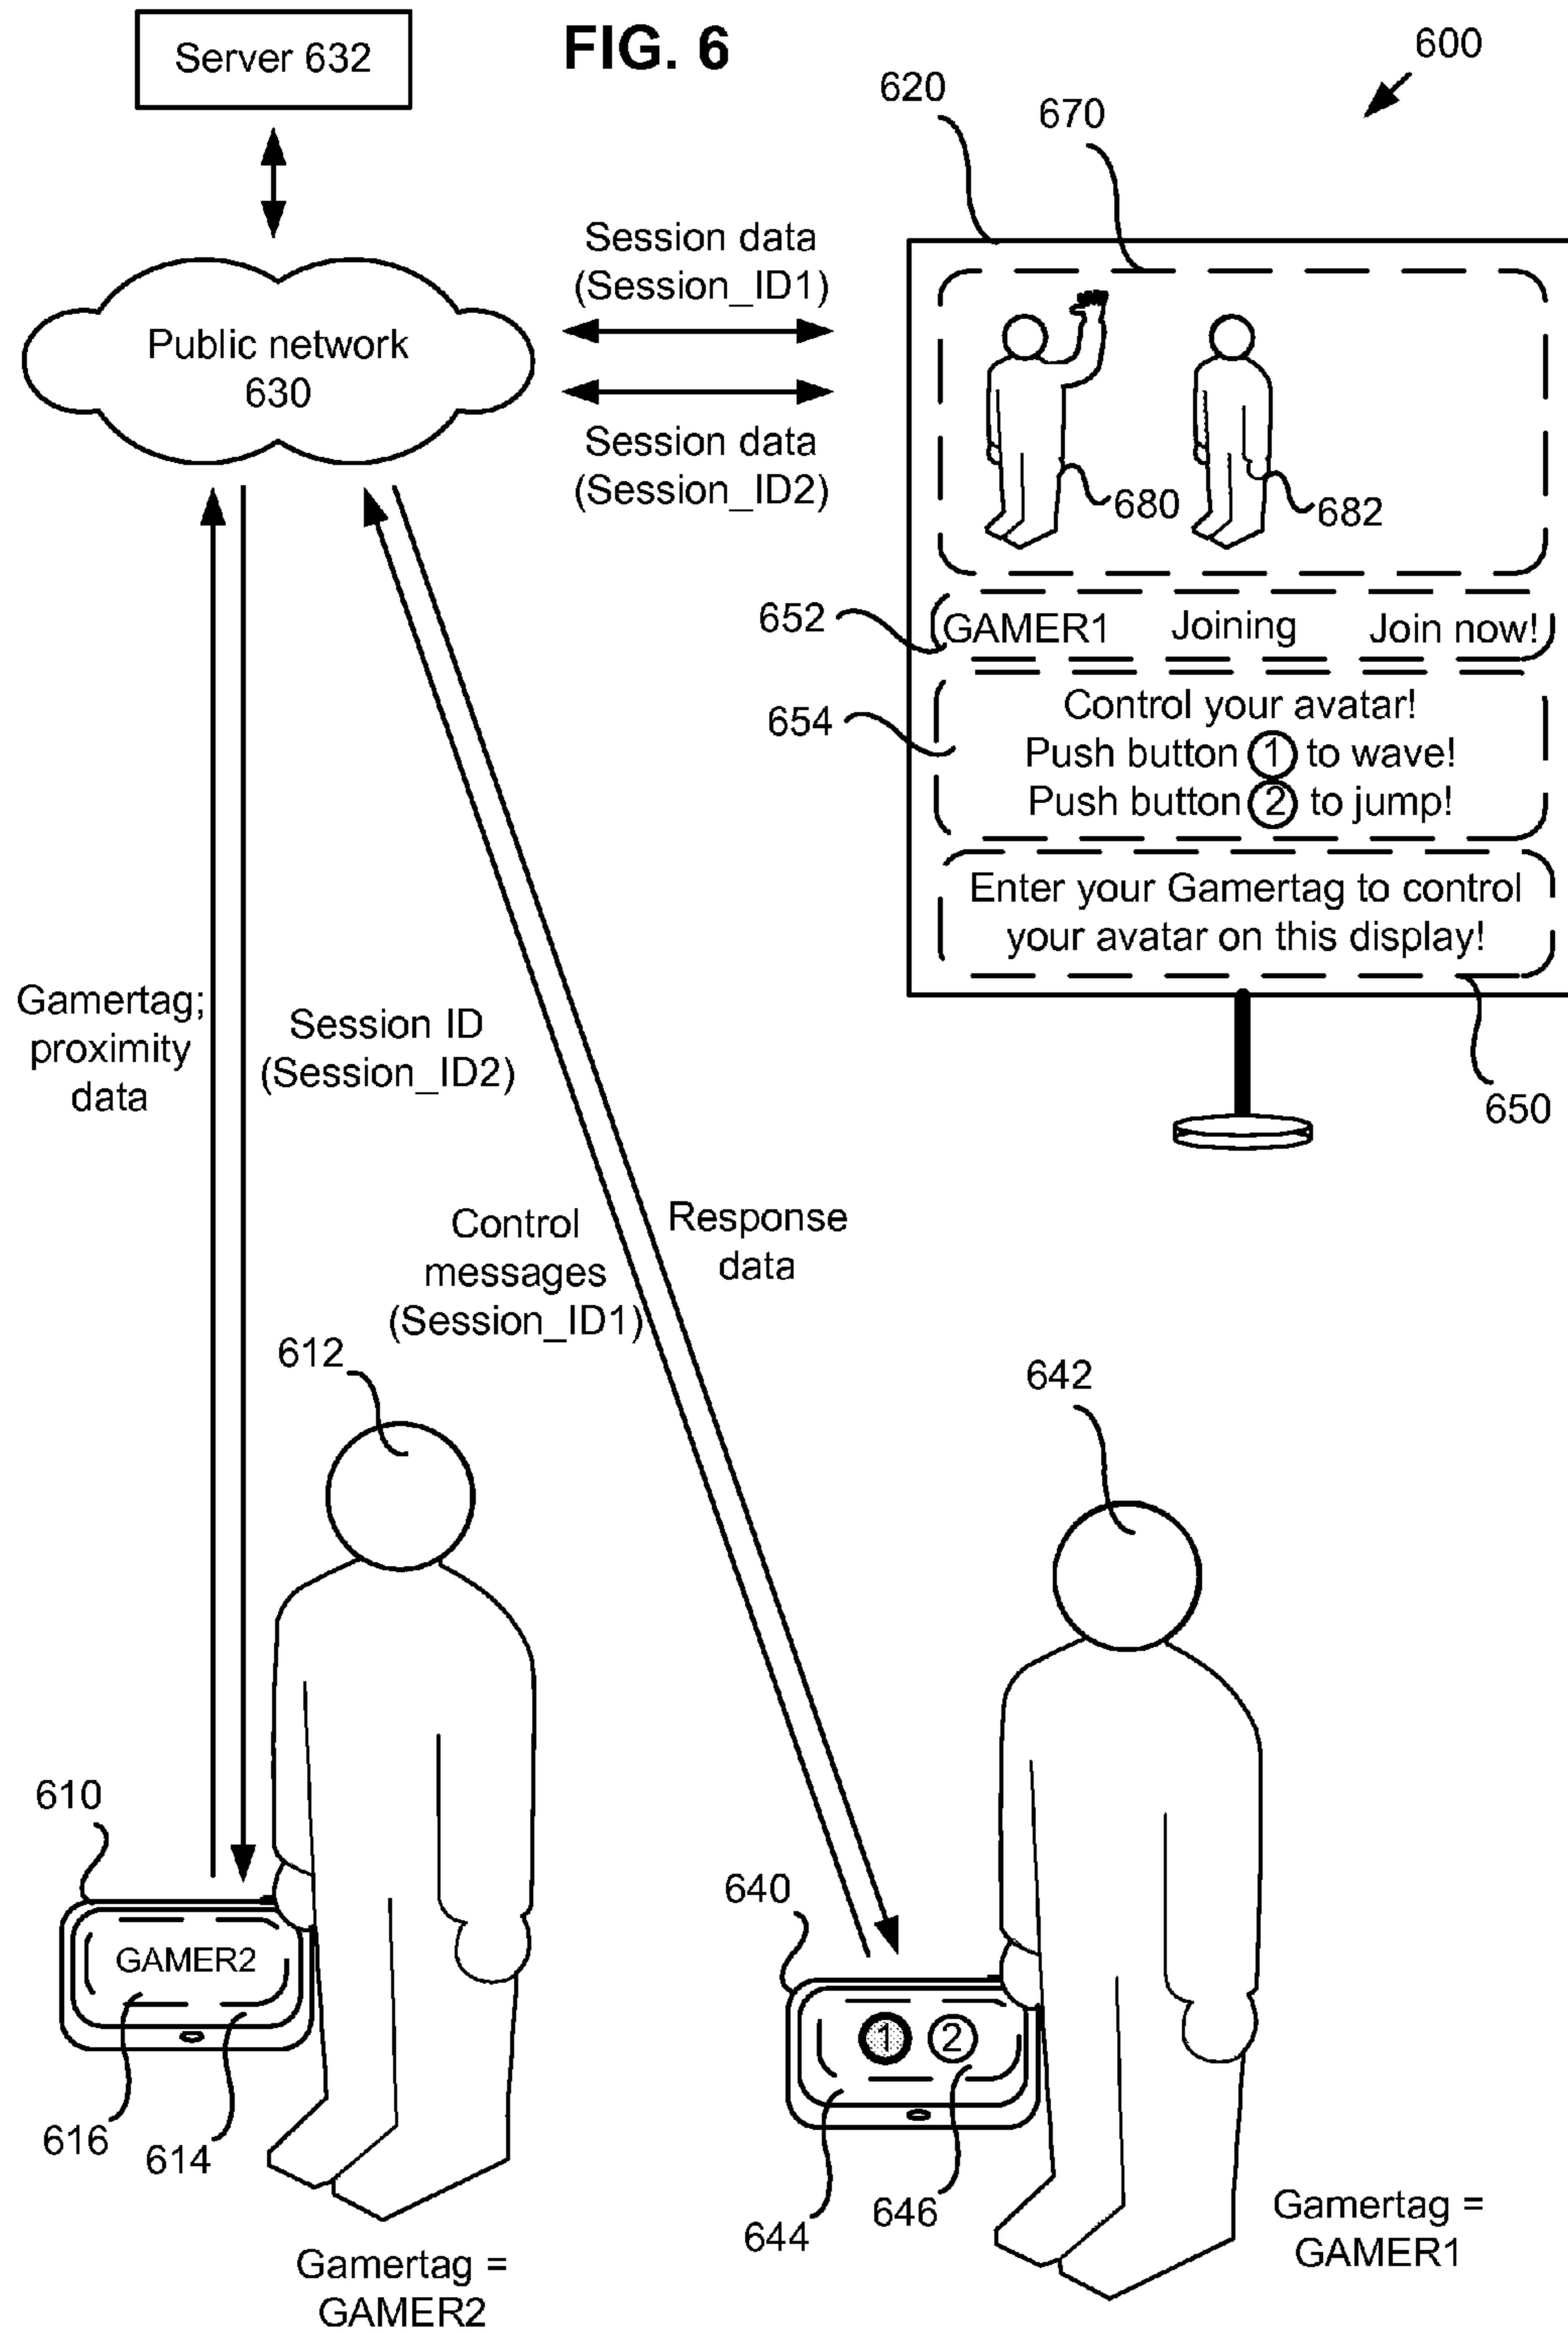 FIG. 6
Server 632
600
620
670
Session data
(Session_ID1)
Public network
630
Session data
(Session_ID2)
680
682
652
GAMER1 Joining Join now!
654
Control your avatar!
Push button 1 to wave!
Push button 2 to jump!
Enter your Gamertag to control
your avatar on this display!
650
Gamertag;
proximity
data
Session ID
(Session_ID2)
Control
messages
(Session_ID1)
Response
data
612
642
610
GAMER2
616
614
640
1 2
644
646
Gamertag =
GAMER2
Gamertag =
GAMER1